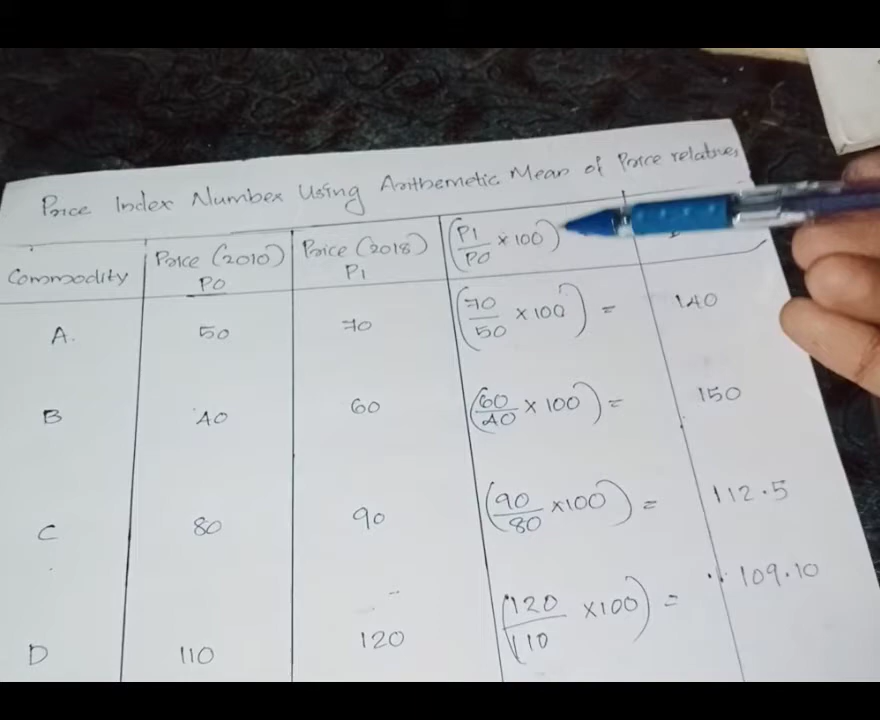 Price Index Number Using Arithemetic Mean of Price relatives
Commodity Price (2010) P0 Price (2018) P1 (P1/P0 × 100)
A. 50 70 (70/50 × 100) = 140
B 40 60 (60/40 × 100) = 150
C 80 90 (90/80 × 100) = 112.5
D 110 120 (120/110 × 100) = 109.10